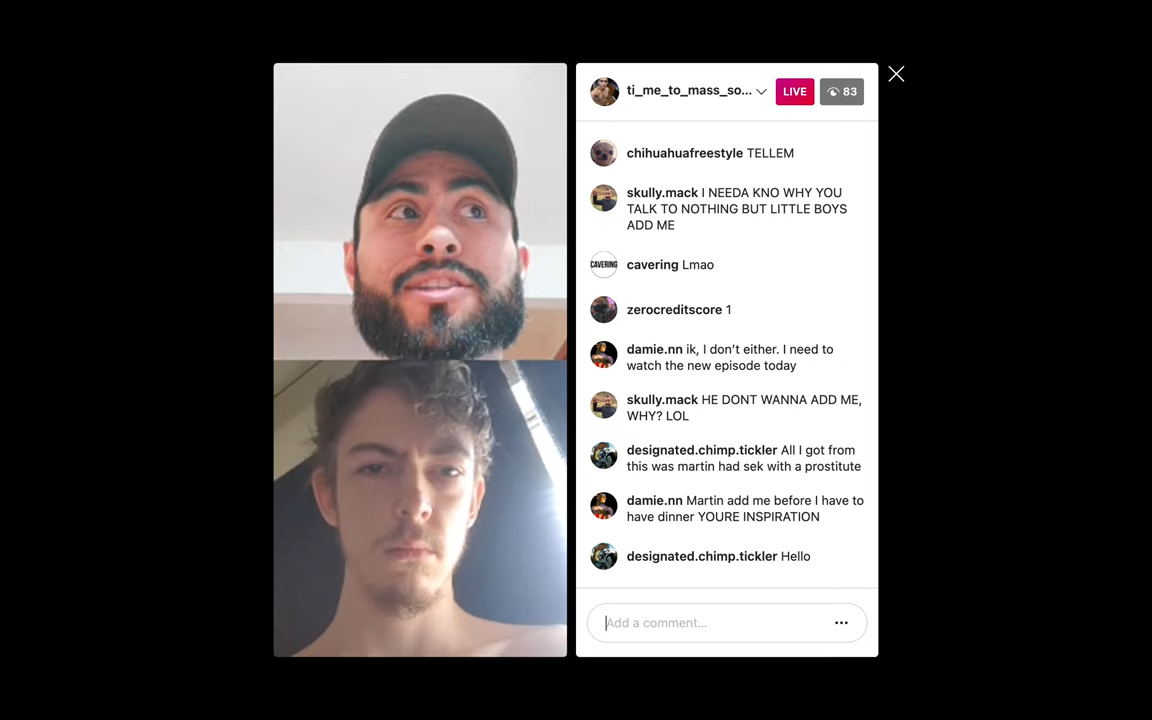 ti_me_to_mass_so... LIVE 83
chihuahuafreestyle TELLEM
skully.mack I NEEDA KNO WHY YOU
TALK TO NOTHING BUT LITTLE BOYS
ADD ME
CAVERING
cavering Lmao
zerocreditscore 1
damie.nn ik, I don't either. I need to
watch the new episode today
skully.mack HE DONT WANNA ADD ME,
WHY? LOL
designated.chimp.tickler All I got from
this was martin had sek with a prostitute
damie.nn Martin add me before I have to
have dinner YOURE INSPIRATION
designated.chimp.tickler Hello
Add a comment...